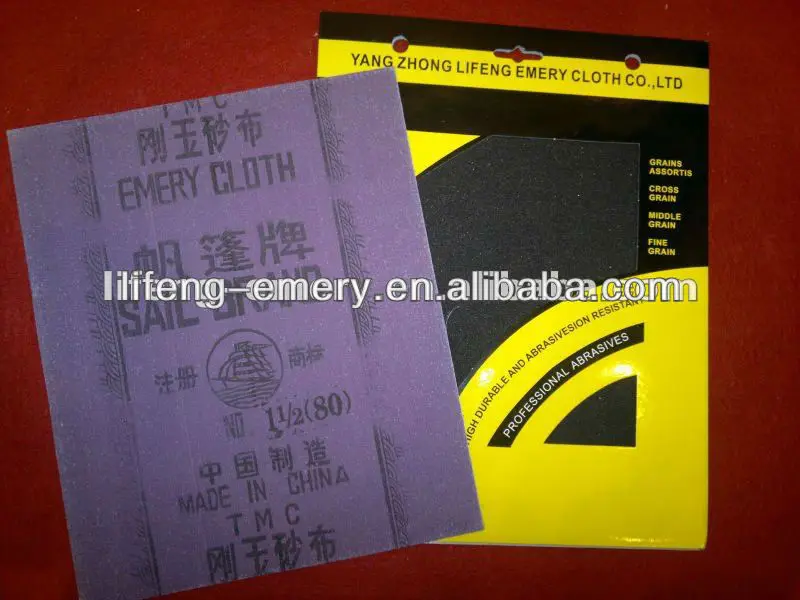 TMC
刚玉砂布
EMERY CLOTH
帆篷牌
SAIL BRAND
注册 商标
NO 1½(80)
中国制造
MADE IN CHINA
TMC
刚玉砂布
YANG ZHONG LIFENG EMERY CLOTH CO.,LTD
GRAINS
ASSORTIS
CROSS
GRAIN
MIDDLE
GRAIN
FINE
GRAIN
HIGH DURABLE AND ABRASIVESION RESISTANT
PROFESSIONAL ABRASIVES
lilifeng-emery.en.alibaba.com